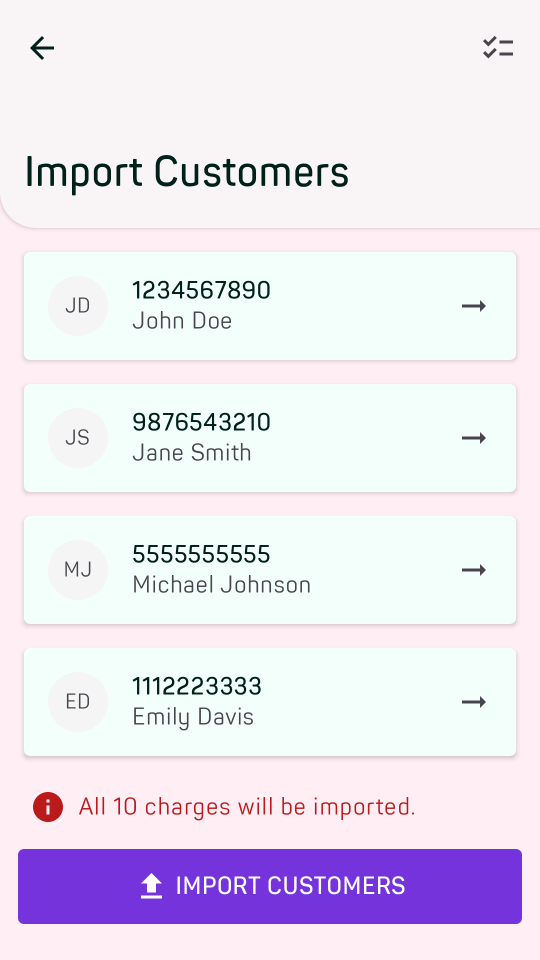 Import Customers
JD
1234567890
John Doe
JS
9876543210
Jane Smith
MJ
5555555555
Michael Johnson
ED
1112223333
Emily Davis
All 10 charges will be imported.
IMPORT CUSTOMERS